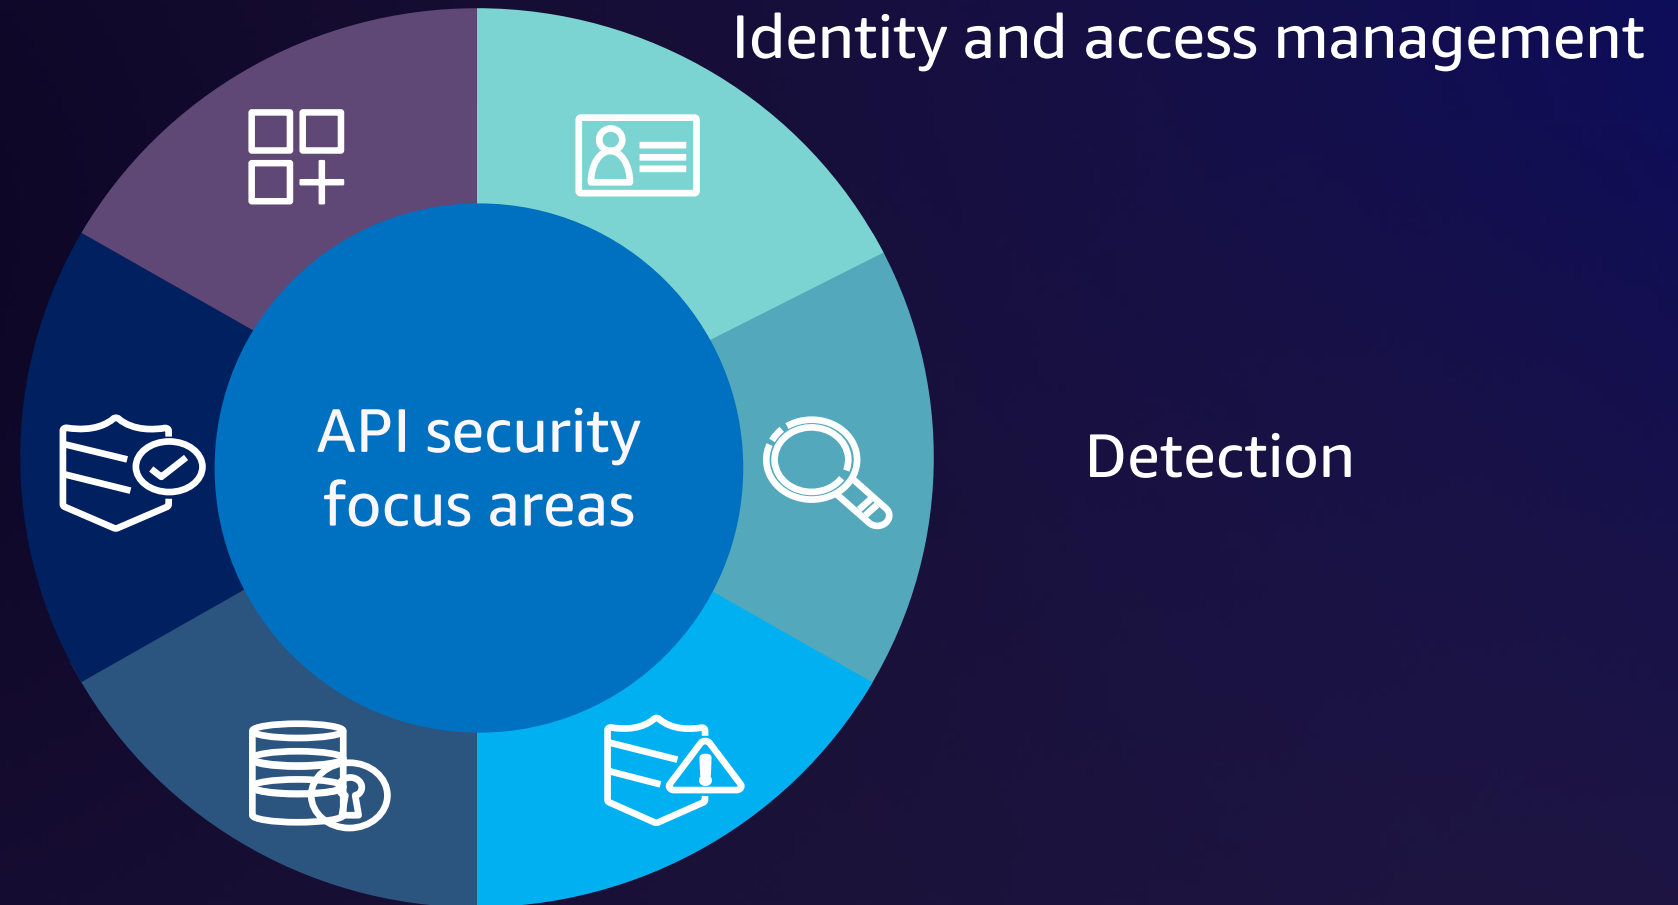 Identity and access management
API security
focus areas
Detection